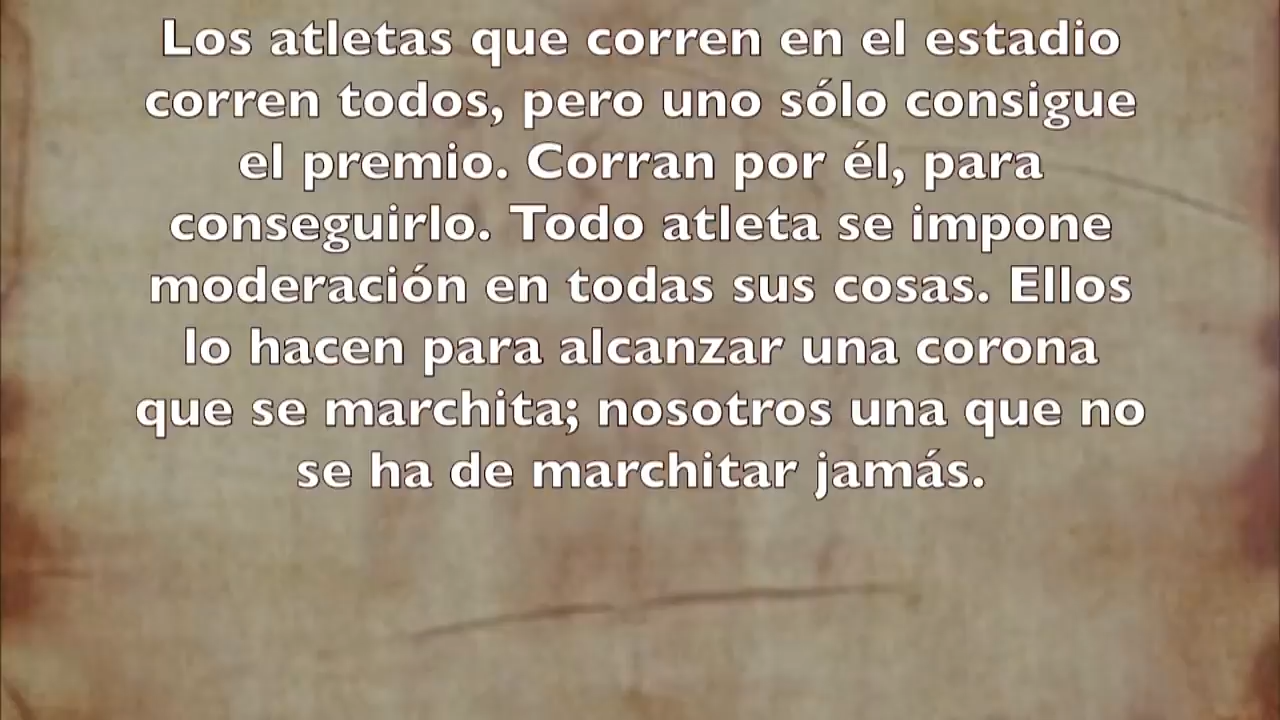 Los atletas que corren en el estadio
corren todos, pero uno sólo consigue
el premio. Corran por él, para
conseguirlo. Todo atleta se impone
moderación en todas sus cosas. Ellos
lo hacen para alcanzar una corona
que se marchita; nosotros una que no
se ha de marchitar jamás.